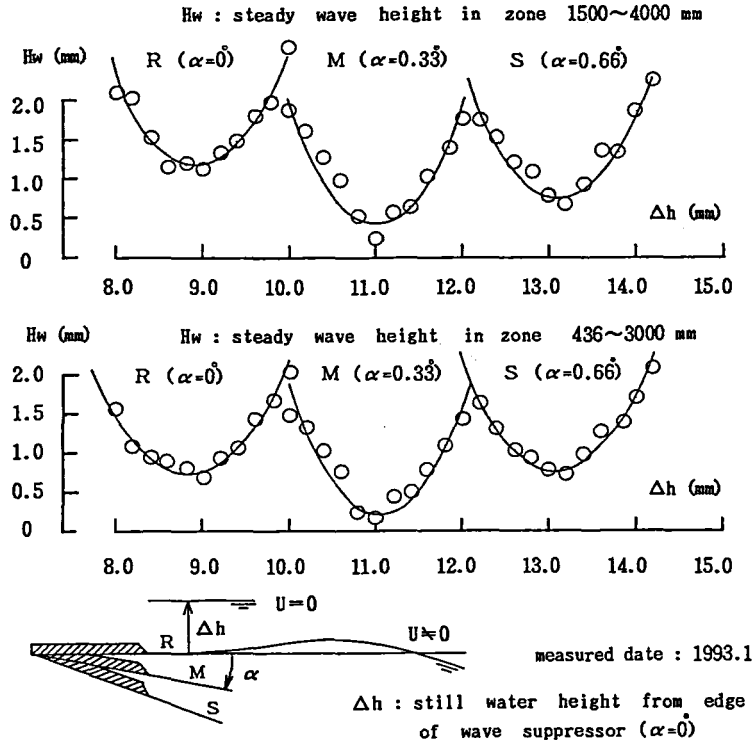 Hw : steady wave height in zone 1500~4000 mm
Hw (mm) R (α=0°) M (α=0.33°) S (α=0.66°)
2.0
1.5
1.0
0.5 Δh (mm)
0
8.0 9.0 10.0 11.0 12.0 13.0 14.0 15.0
Hw (mm) Hw : steady wave height in zone 436~3000 mm
R (α=0°) M (α=0.33°) S (α=0.66°)
2.0
1.5
1.0
0.5 Δh (mm)
0
8.0 9.0 10.0 11.0 12.0 13.0 14.0 15.0
U=0
Δh
R U≒0
M α
S
measured date : 1993.1
Δh : still water height from edge
of wave suppressor (α=0°)